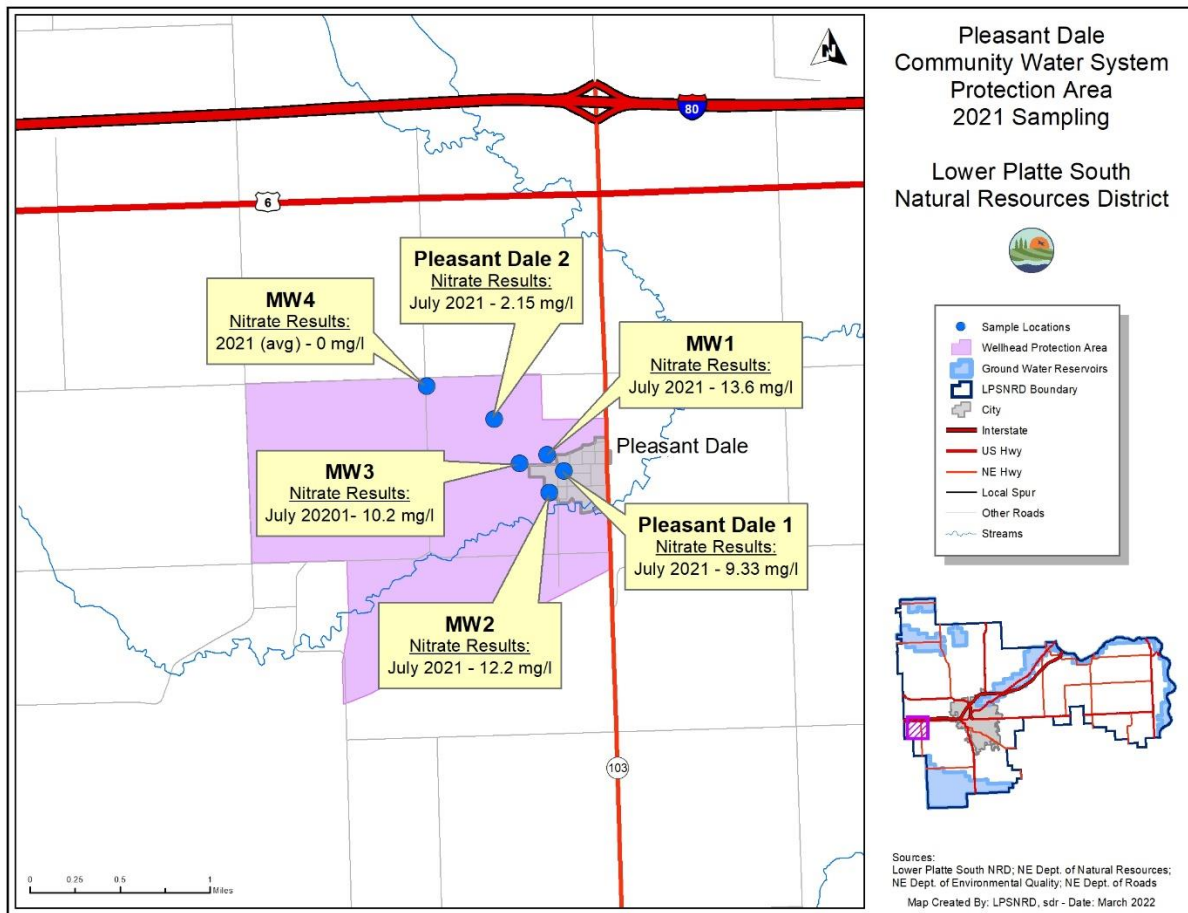 Pleasant Dale
Community Water System
Protection Area
2021 Sampling
Lower Platte South
Natural Resources District
N
80
6
Pleasant Dale 2
Nitrate Results:
July 2021 - 2.15 mg/l
MW4
Nitrate Results:
2021 (avg) - 0 mg/l
MW1
Nitrate Results:
July 2021 - 13.6 mg/l
Pleasant Dale
MW3
Nitrate Results:
July 20201- 10.2 mg/l
Pleasant Dale 1
Nitrate Results:
July 2021 - 9.33 mg/l
MW2
Nitrate Results:
July 2021 - 12.2 mg/l
103
0 0.25 0.5 1
Miles
Sample Locations
Wellhead Protection Area
Ground Water Reservoirs
LPSNRD Boundary
City
Interstate
US Hwy
NE Hwy
Local Spur
Other Roads
Streams
Sources:
Lower Platte South NRD; NE Dept. of Natural Resources;
NE Dept. of Environmental Quality; NE Dept. of Roads
Map Created By: LPSNRD, sdr - Date: March 2022